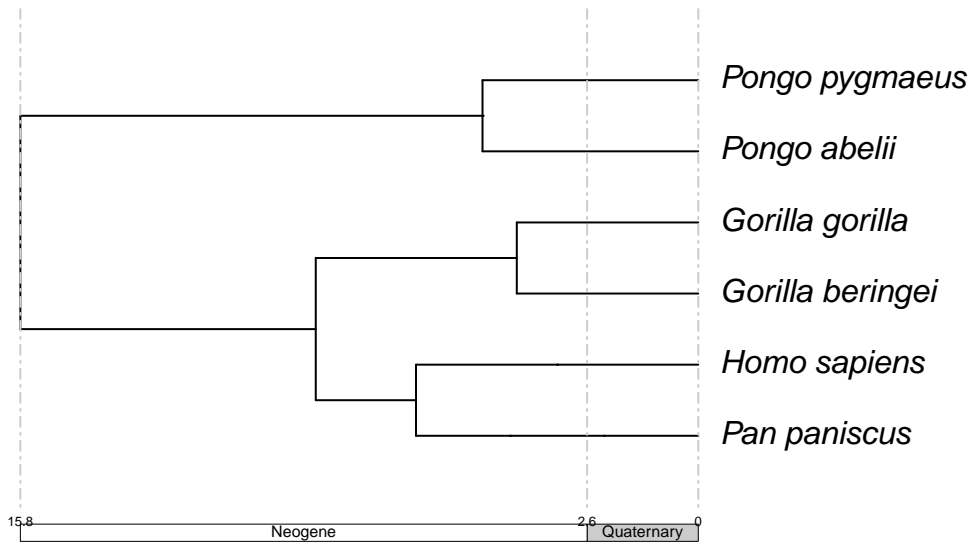 Pongo pygmaeus
Pongo abelii
Gorilla gorilla
Gorilla beringei
Homo sapiens
Pan paniscus
15.8 2.6 0
Neogene Quaternary